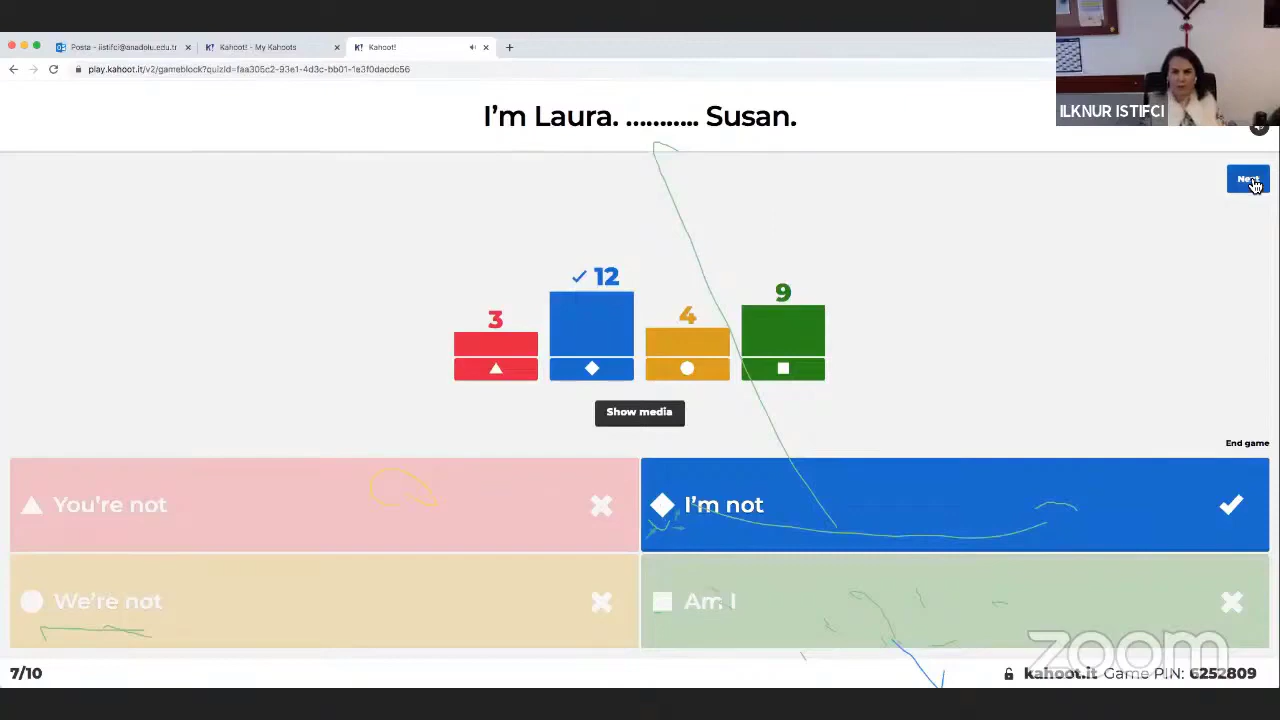 Posta - iistifci@anadolu.edu.tr
Kahoot! - My Kahoots
Kahoot!
play.kahoot.it/v2/gameblock?quizId=faa305c2-93e1-4d3c-bb01-1e3f0dacdc56
ILKNUR ISTIFCI
I'm Laura. ........... Susan.
Next
3
12
4
9
Show media
End game
You're not
I'm not
We're not
Am I
zoom
7/10
kahoot.it Game PIN: 6252809